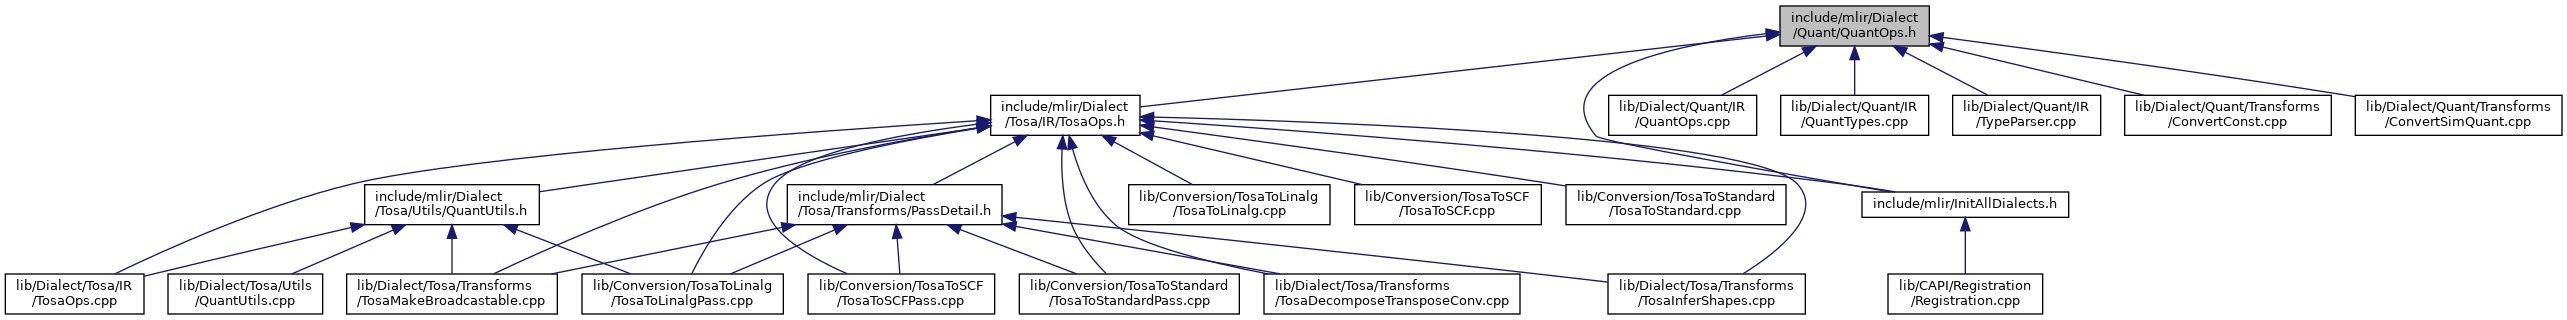 include/mlir/Dialect
/Quant/QuantOps.h
include/mlir/Dialect
/Tosa/IR/TosaOps.h
lib/Dialect/Quant/IR
/QuantOps.cpp
lib/Dialect/Quant/IR
/QuantTypes.cpp
lib/Dialect/Quant/IR
/TypeParser.cpp
lib/Dialect/Quant/Transforms
/ConvertConst.cpp
lib/Dialect/Quant/Transforms
/ConvertSimQuant.cpp
include/mlir/Dialect
/Tosa/Utils/QuantUtils.h
include/mlir/Dialect
/Tosa/Transforms/PassDetail.h
lib/Conversion/TosaToLinalg
/TosaToLinalg.cpp
lib/Conversion/TosaToSCF
/TosaToSCF.cpp
lib/Conversion/TosaToStandard
/TosaToStandard.cpp
include/mlir/InitAllDialects.h
lib/Dialect/Tosa/IR
/TosaOps.cpp
lib/Dialect/Tosa/Utils
/QuantUtils.cpp
lib/Dialect/Tosa/Transforms
/TosaMakeBroadcastable.cpp
lib/Conversion/TosaToLinalg
/TosaToLinalgPass.cpp
lib/Conversion/TosaToSCF
/TosaToSCFPass.cpp
lib/Conversion/TosaToStandard
/TosaToStandardPass.cpp
lib/Dialect/Tosa/Transforms
/TosaDecomposeTransposeConv.cpp
lib/Dialect/Tosa/Transforms
/TosaInferShapes.cpp
lib/CAPI/Registration
/Registration.cpp